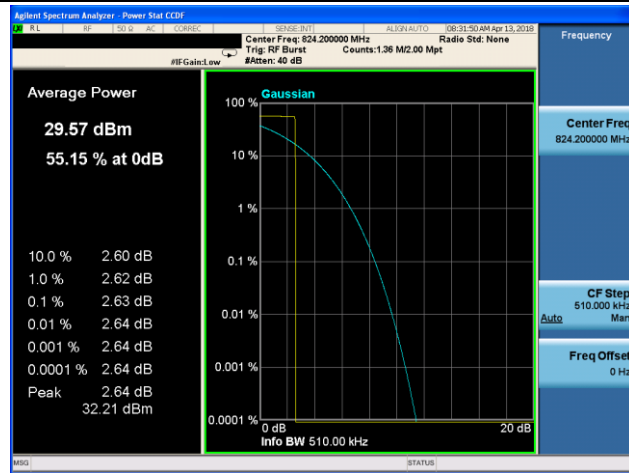 Agilent Spectrum Analyzer - Power Stat CCDF
RL RF 50 Ω AC CORREC SENSE:INT ALIGN AUTO 08:31:50 AM Apr 13, 2018
Center Freq: 824.200000 MHz Radio Std: None
Trig: RF Burst Counts:1.36 M/2.00 Mpt
#IFGain:Low #Atten: 40 dB
Frequency
Average Power
29.57 dBm
55.15 % at 0dB
10.0 % 2.60 dB
1.0 % 2.62 dB
0.1 % 2.63 dB
0.01 % 2.64 dB
0.001 % 2.64 dB
0.0001 % 2.64 dB
Peak 2.64 dB
32.21 dBm
Gaussian
100 %
10 %
1 %
0.1 %
0.01 %
0.001 %
0.0001 %
0 dB 20 dB
Info BW 510.00 kHz
Center Freq
824.200000 MHz
CF Step
510.000 kHz
Auto Man
Freq Offset
0 Hz
MSG STATUS